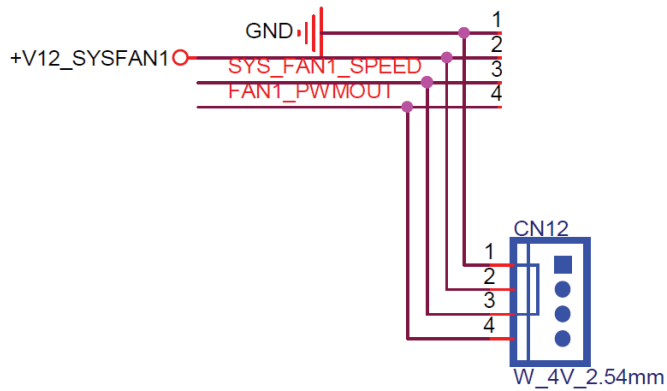 GND
1
+V12_SYSFAN1
2
SYS_FAN1_SPEED
3
FAN1_PWMOUT
4
CN12
1
2
3
4
W_4V_2.54mm